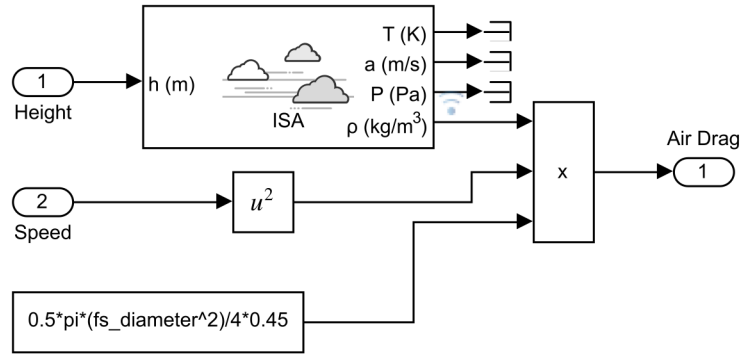 T (K)
a (m/s)
P (Pa)
ρ (kg/m³)
h (m)
ISA
1
Height
Air Drag
1
x
2
Speed
u²
0.5*pi*(fs_diameter^2)/4*0.45